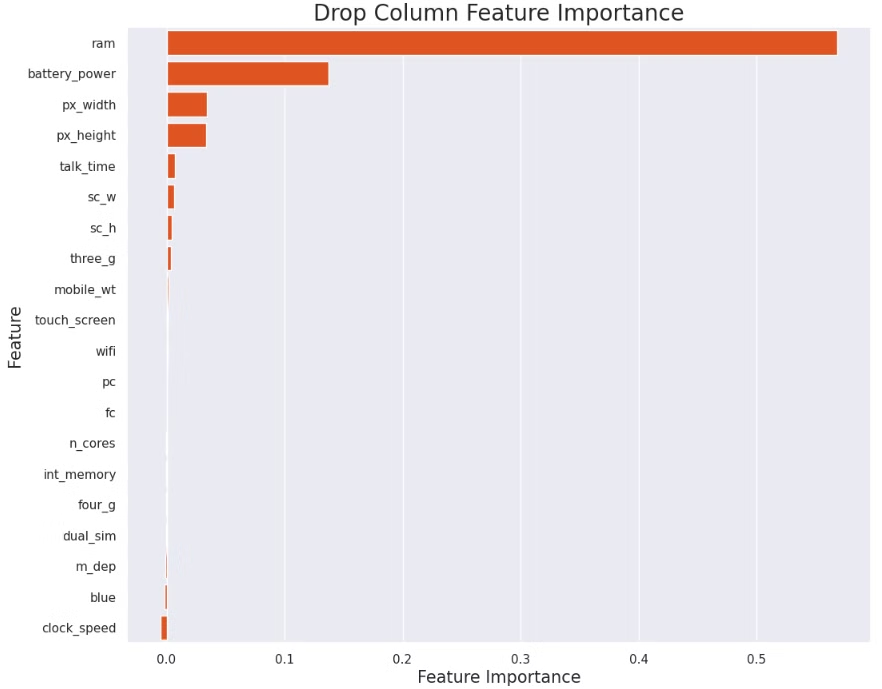 Drop Column Feature Importance
ram
battery_power
px_width
px_height
talk_time
sc_w
sc_h
three_g
mobile_wt
touch_screen
wifi
pc
fc
n_cores
int_memory
four_g
dual_sim
m_dep
blue
clock_speed
Feature
0.0 0.1 0.2 0.3 0.4 0.5
Feature Importance